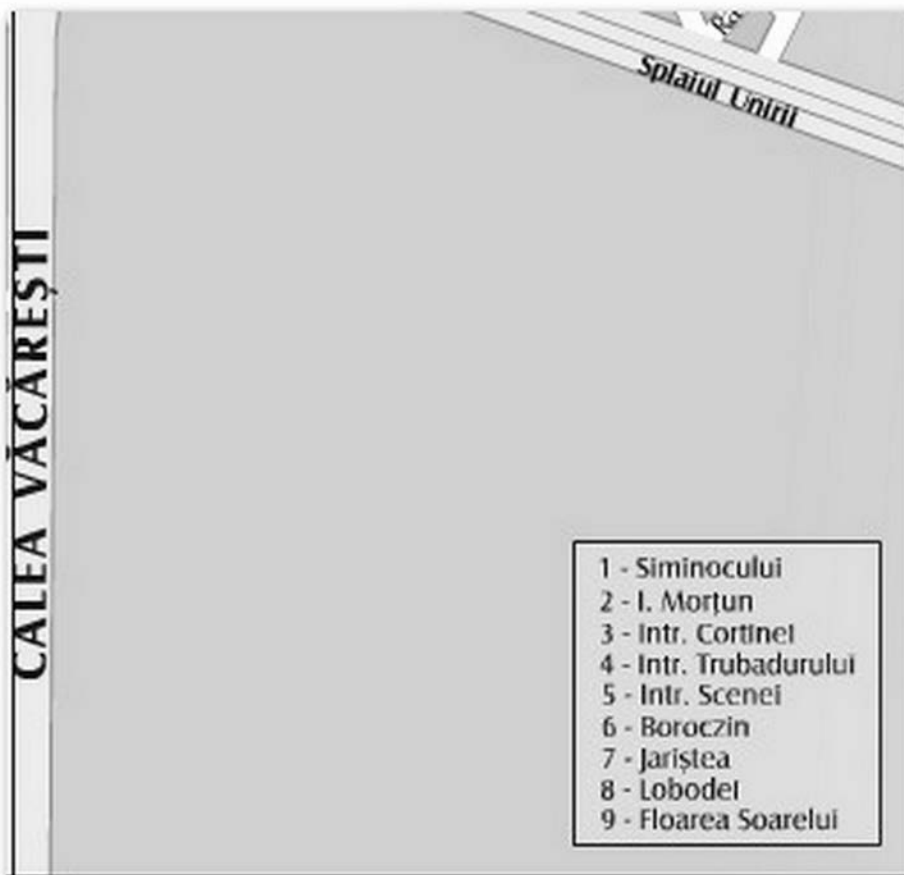 Splaiul Unirii
CALEA VĂCĂREȘTI
1 - Siminocului
2 - I. Morțun
3 - Intr. Cortinei
4 - Intr. Trubadurului
5 - Intr. Scenei
6 - Boroczin
7 - Jariștea
8 - Lobodei
9 - Floarea Soarelui